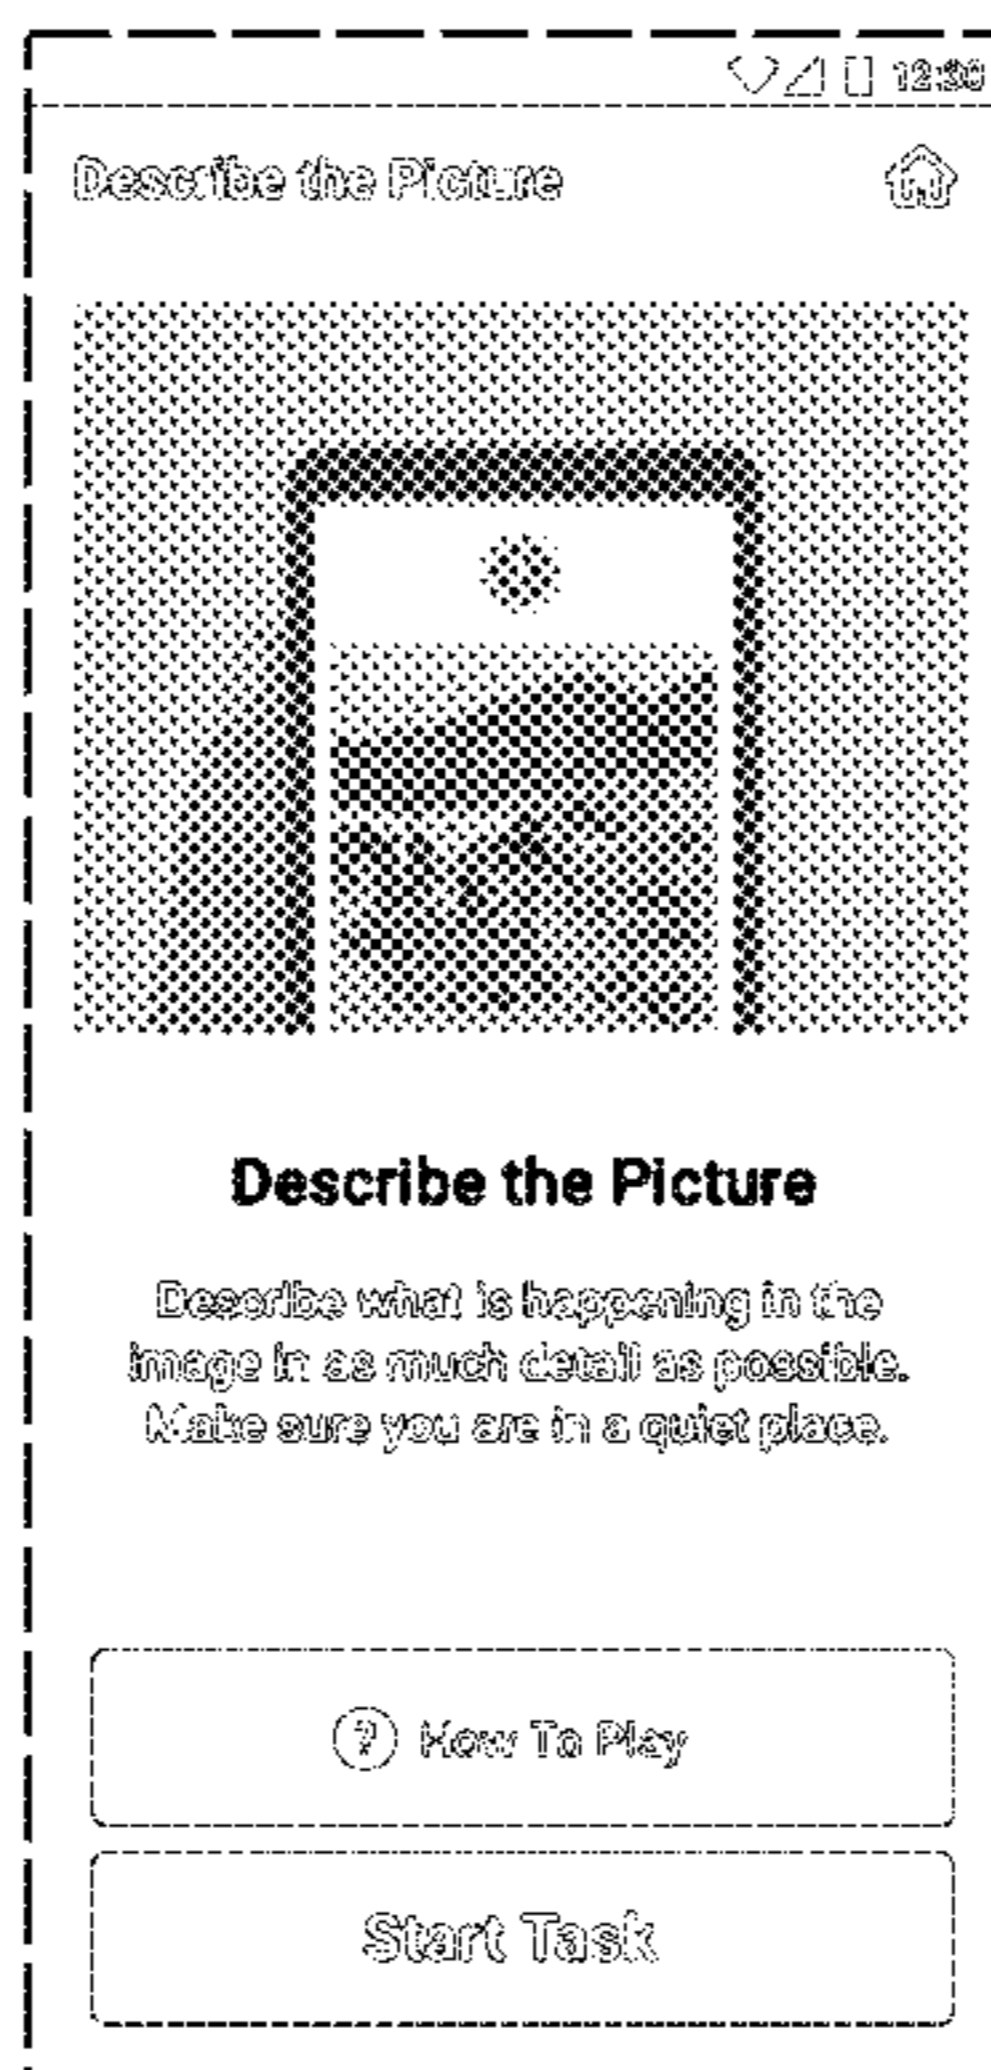 12:30
Describe the Picture
Describe the Picture
Describe what is happening in the
image in as much detail as possible.
Make sure you are in a quiet place.
? How To Play
Start Task